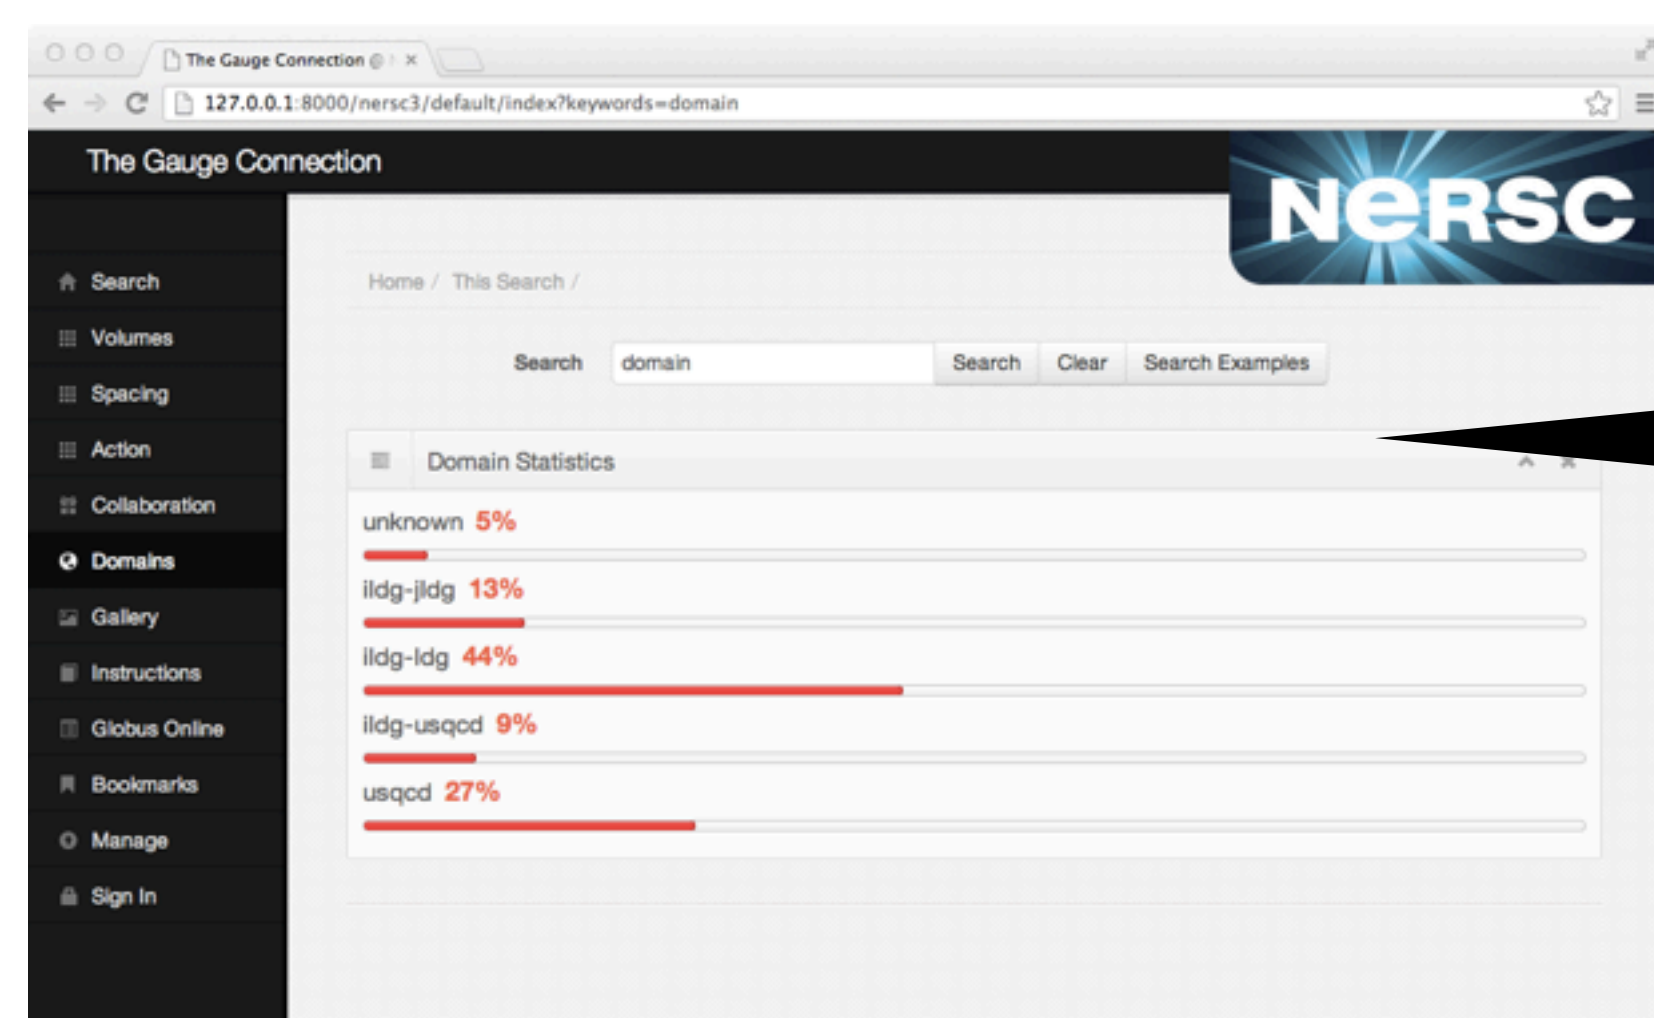 The Gauge Connection @
127.0.0.1:8000/nersc3/default/index?keywords=domain
The Gauge Connection
NERSC
Search
Volumes
Spacing
Action
Collaboration
Domains
Gallery
Instructions
Globus Online
Bookmarks
Manage
Sign In
Home / This Search /
Search domain Search Clear Search Examples
Domain Statistics
unknown 5%
ildg-jldg 13%
ildg-ldg 44%
ildg-usqcd 9%
usqcd 27%